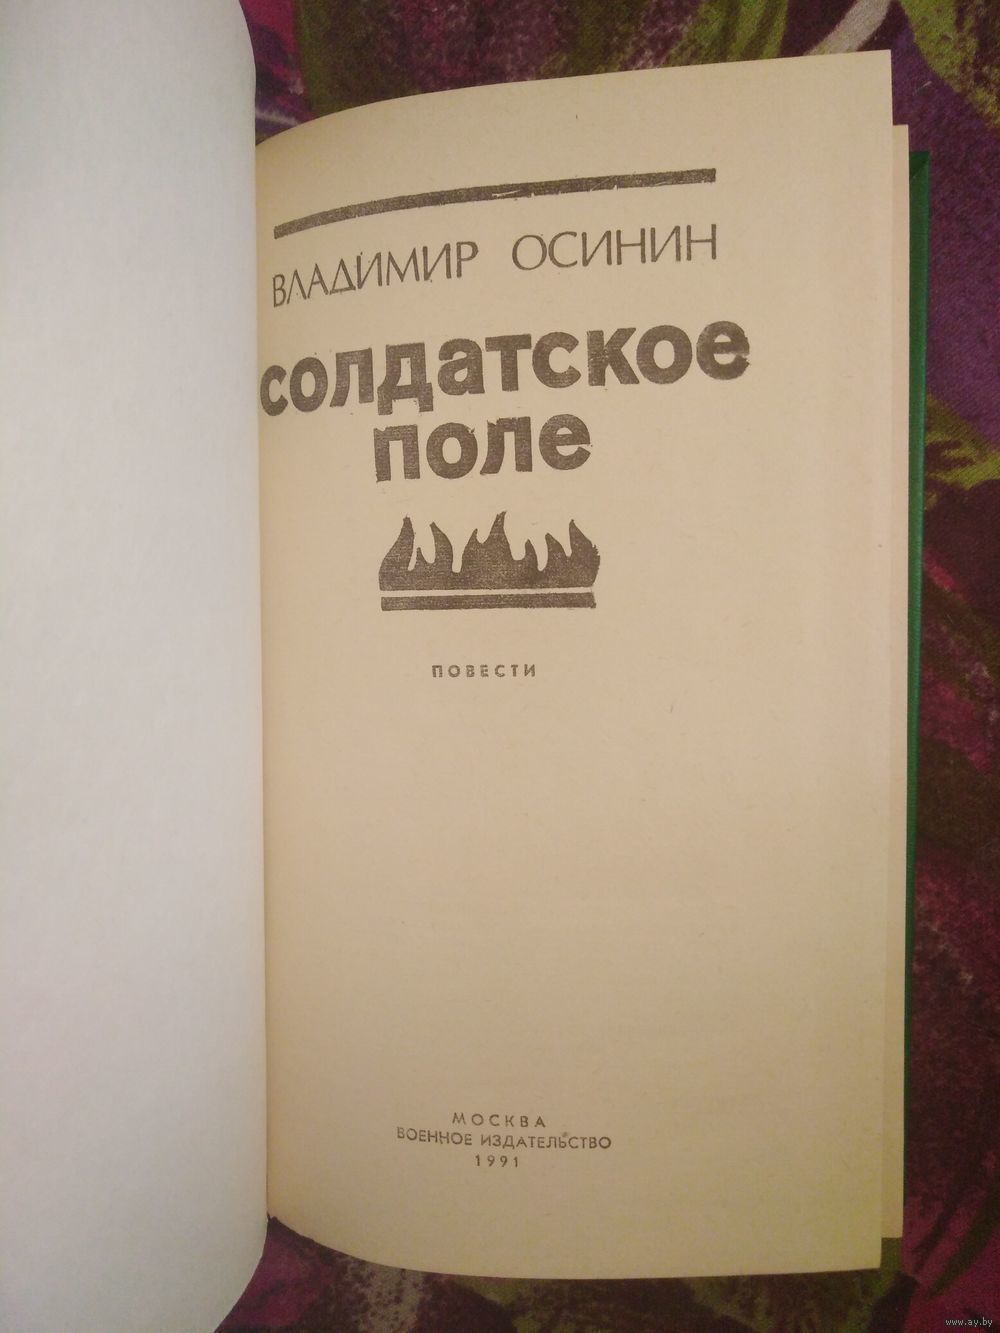 ВЛАДИМИР ОСИНИН
солдатское
поле
ПОВЕСТИ
МОСКВА
ВОЕННОЕ ИЗДАТЕЛЬСТВО
1991
www.ay.by